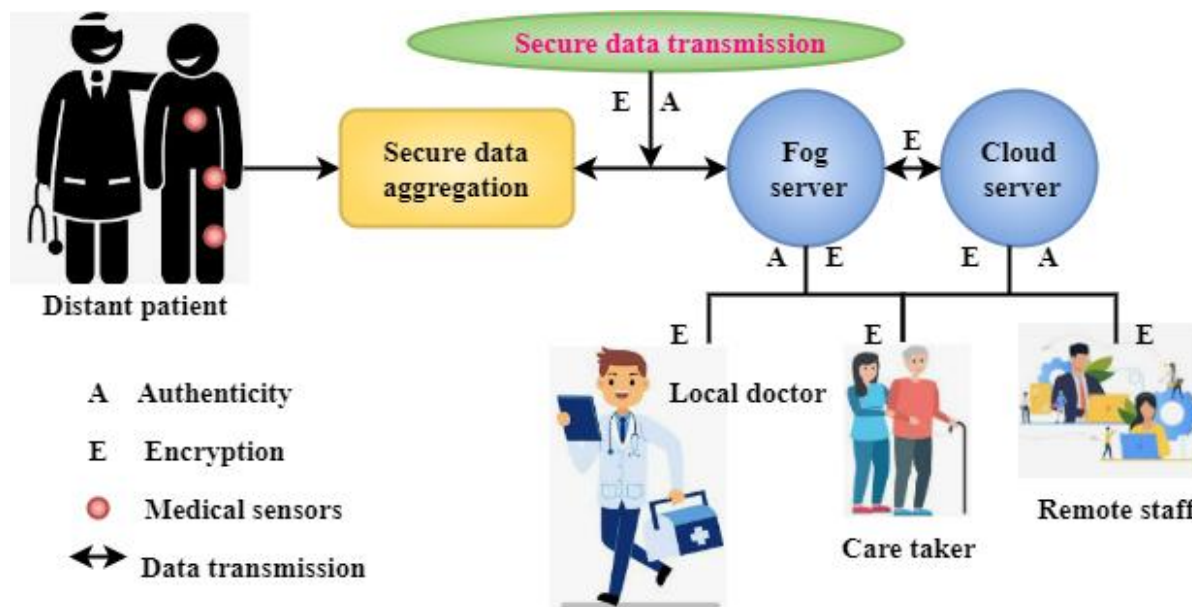 Secure data transmission
E A
Secure data
aggregation
Fog
server
E
Cloud
server
A E
E A
Distant patient
E
E
E
Local doctor
A Authenticity
E Encryption
Medical sensors
Data transmission
Care taker
Remote staff